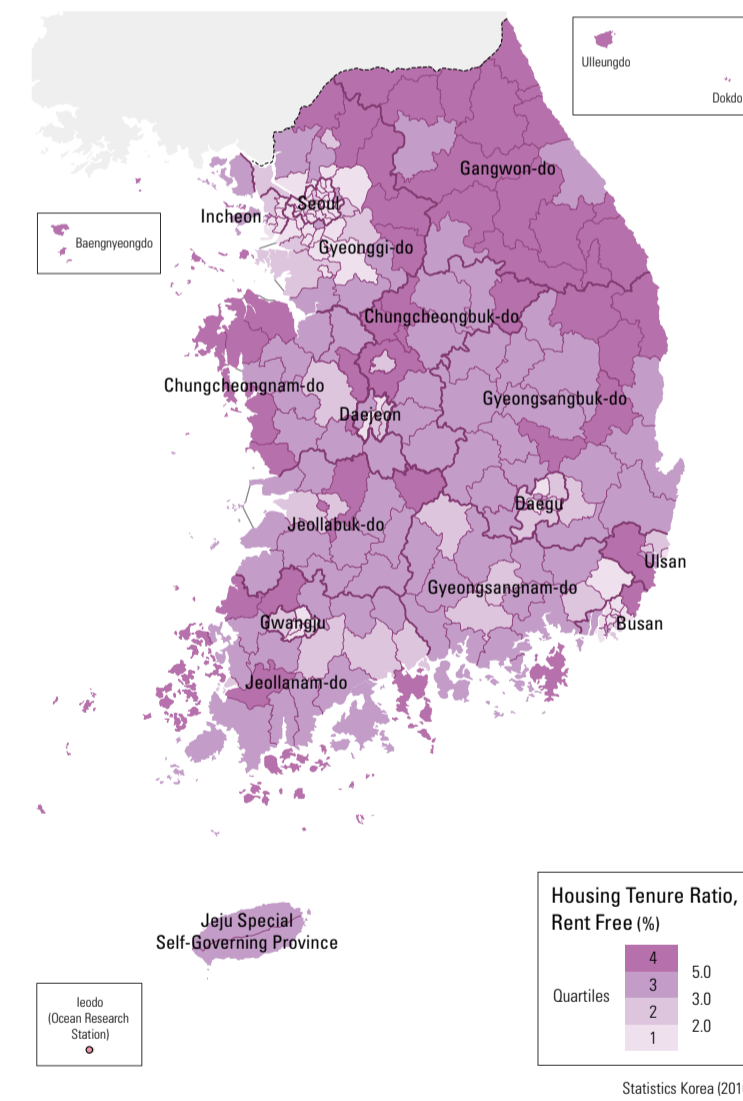 Ulleungdo
Dokdo
Gangwon-do
Seoul
Incheon
Baengnyeongdo
Gyeonggi-do
Chungcheongbuk-do
Chungcheongnam-do
Gyeongsangbuk-do
Daejeon
Daegu
Jeollabuk-do
Ulsan
Gyeongsangnam-do
Gwangju
Busan
Jeollanam-do
Jeju Special
Self-Governing Province
Housing Tenure Ratio,
Rent Free (%)
4
5.0
Quartiles
3
3.0
2
2.0
1
Ieodo
(Ocean Research
Station)
Statistics Korea